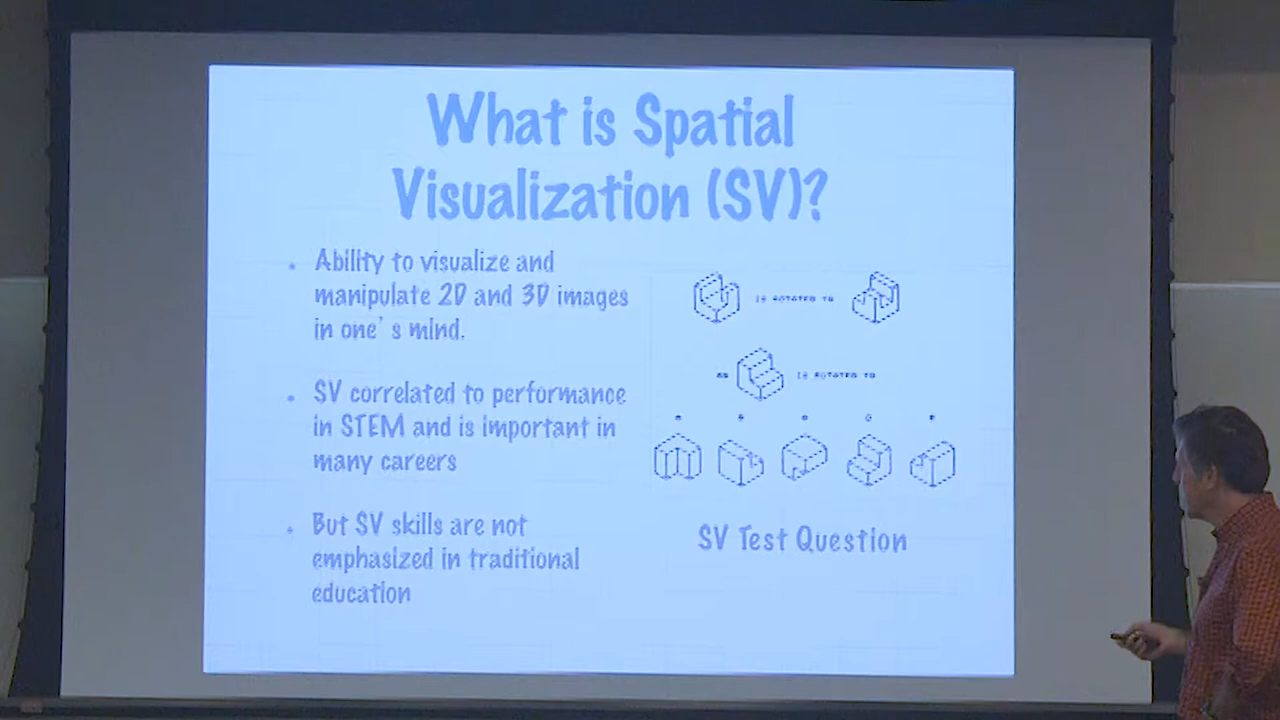 What is Spatial
Visualization (SV)?
• Ability to visualize and
manipulate 2D and 3D images
in one's mind.
• SV correlated to performance
in STEM and is important in
many careers
• But SV skills are not
emphasized in traditional
education
IS ROTATED TO
AS
IS ROTATED TO
SV Test Question